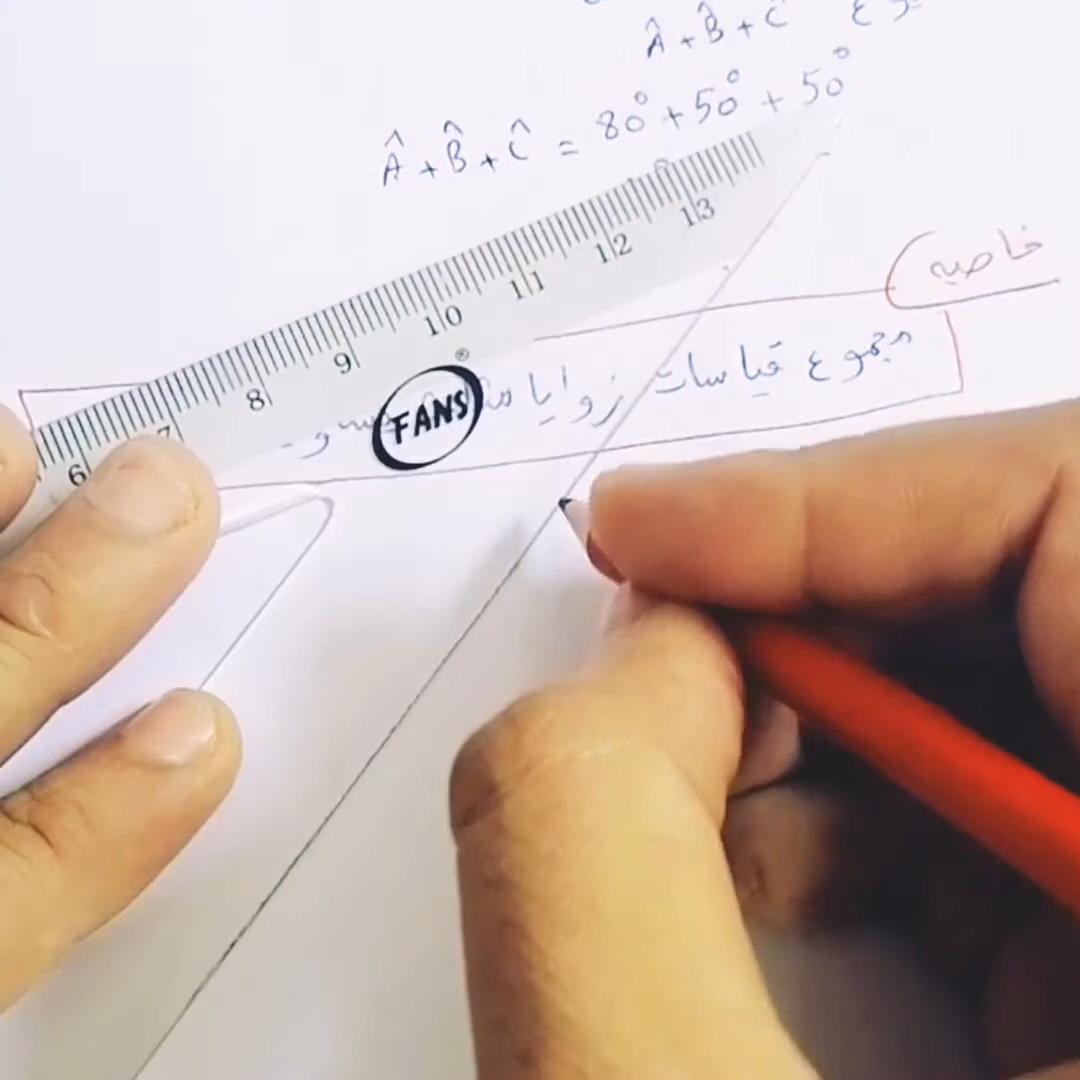 Â + B̂ + Ĉ
Â + B̂ + Ĉ = 80° + 50° + 50°
6 7 8 9 10 11 12 13
خاصية
مجموع قياسات زوايا
FANS®